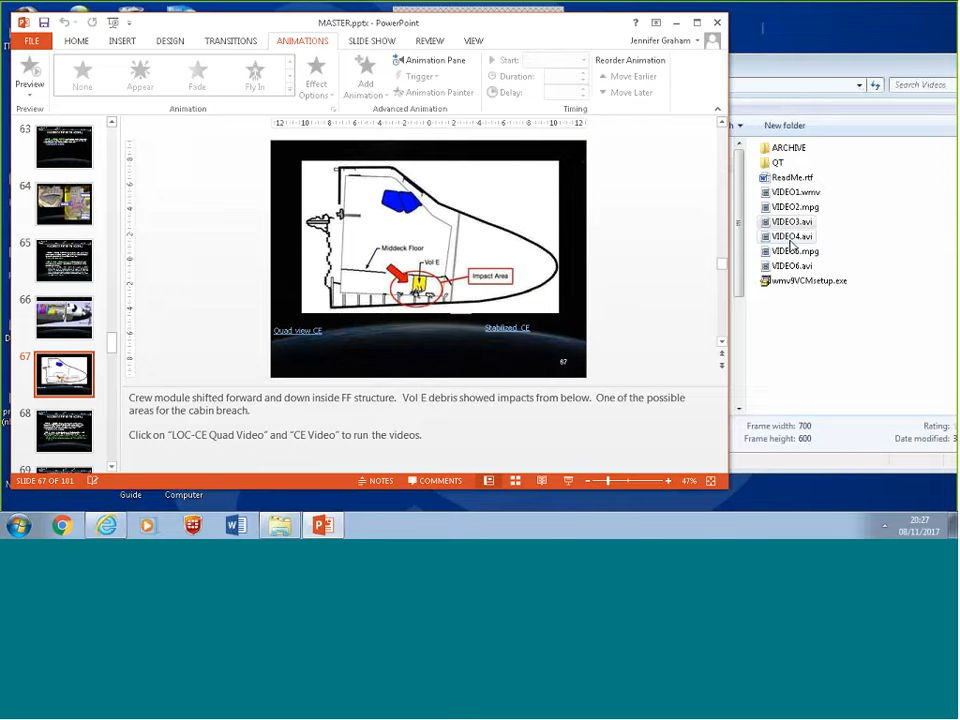 MASTER.pptx - PowerPoint
FILE HOME INSERT DESIGN TRANSITIONS ANIMATIONS SLIDE SHOW REVIEW VIEW Jennifer Graham
Preview None Appear Fade Fly In Effect Options Add Animation Animation Pane Trigger Animation Painter Start: Duration: Delay: Reorder Animation Move Earlier Move Later
Preview Animation Advanced Animation Timing
Search Videos
New folder
ARCHIVE
QT
ReadMe.rtf
VIDEO1.wmv
VIDEO2.mpg
VIDEO3.avi
VIDEO4.avi
VIDEO5.mpg
VIDEO6.avi
wmv9VCMsetup.exe
Frame width: 700 Rating:
Frame height: 600 Date modified: 3
63
64
65
66
67
68
69
Middeck Floor
Vol E
Impact Area
Quad view CE Stabilized CE
67
Crew module shifted forward and down inside FF structure. Vol E debris showed impacts from below. One of the possible
areas for the cabin breach.
Click on “LOC-CE Quad Video” and “CE Video” to run the videos.
SLIDE 67 OF 101 NOTES COMMENTS 47%
Guide Computer
20:27
08/11/2017